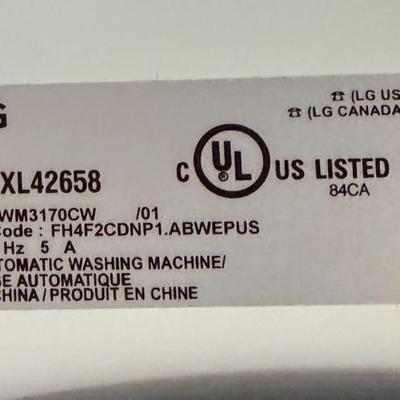 ☎ (LG US
G
☎ (LG CANADA
C UL US LISTED
84CA
XL42658
WM3170CW /01
Code : FH4F2CDNP1.ABWEPUS
Hz 5 A
TOMATIC WASHING MACHINE/
GE AUTOMATIQUE
CHINA / PRODUIT EN CHINE